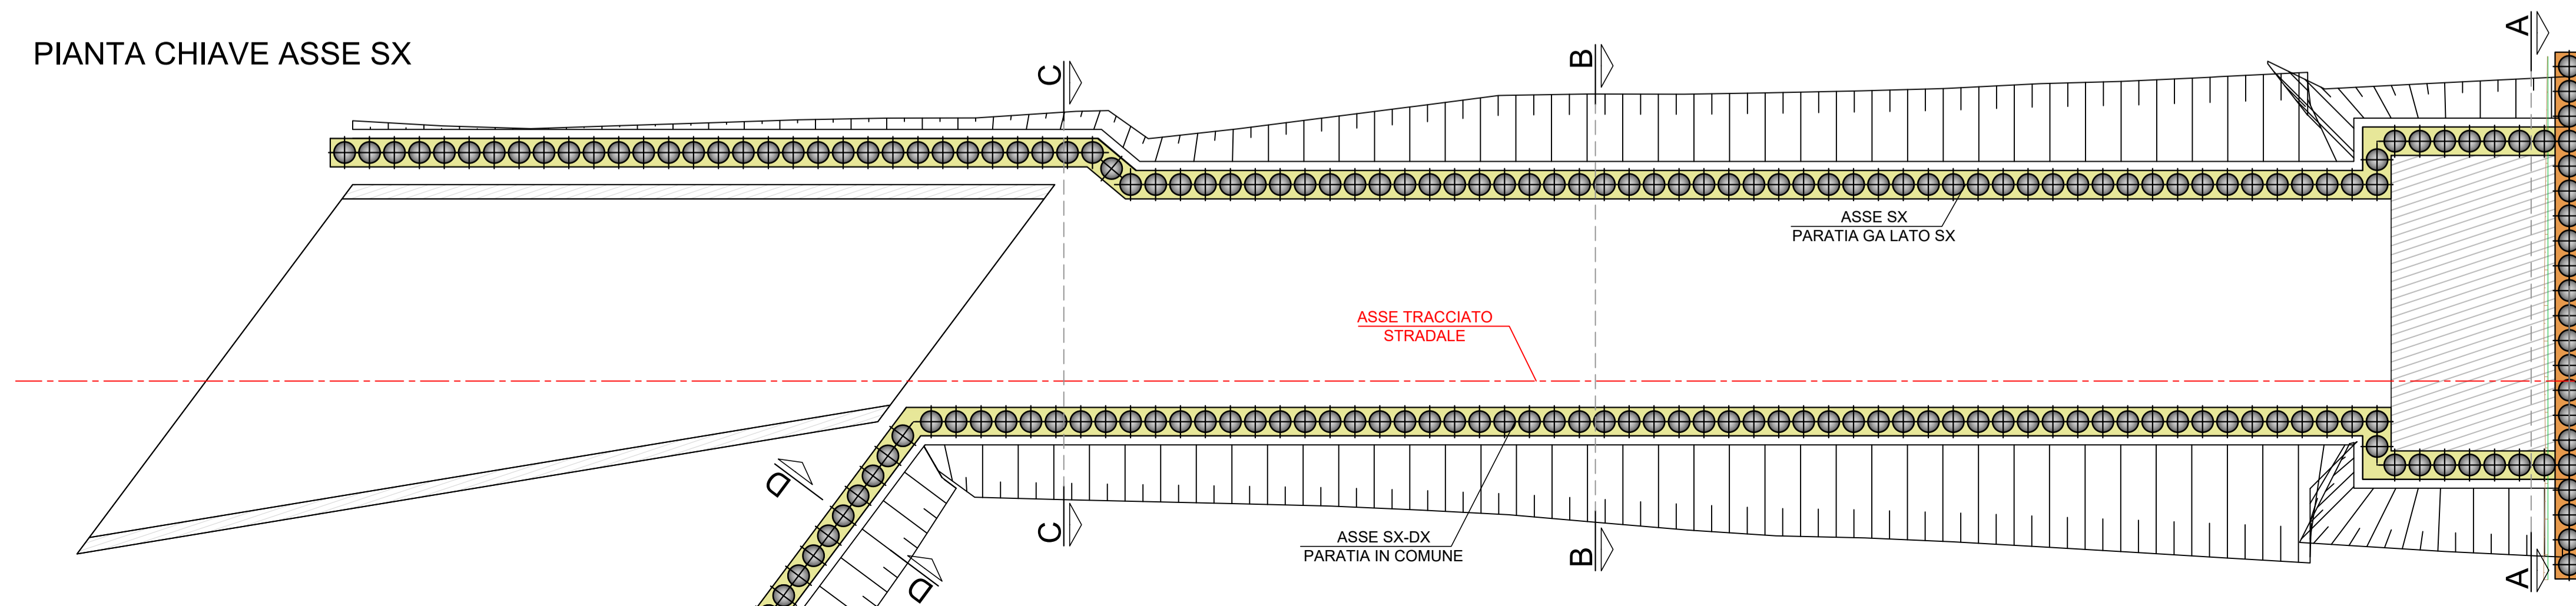 PIANTA CHIAVE ASSE SX
C
B
A
ASSE SX
PARATIA GA LATO SX
ASSE TRACCIATO
STRADALE
D
D
C
ASSE SX-DX
PARATIA IN COMUNE
B
A